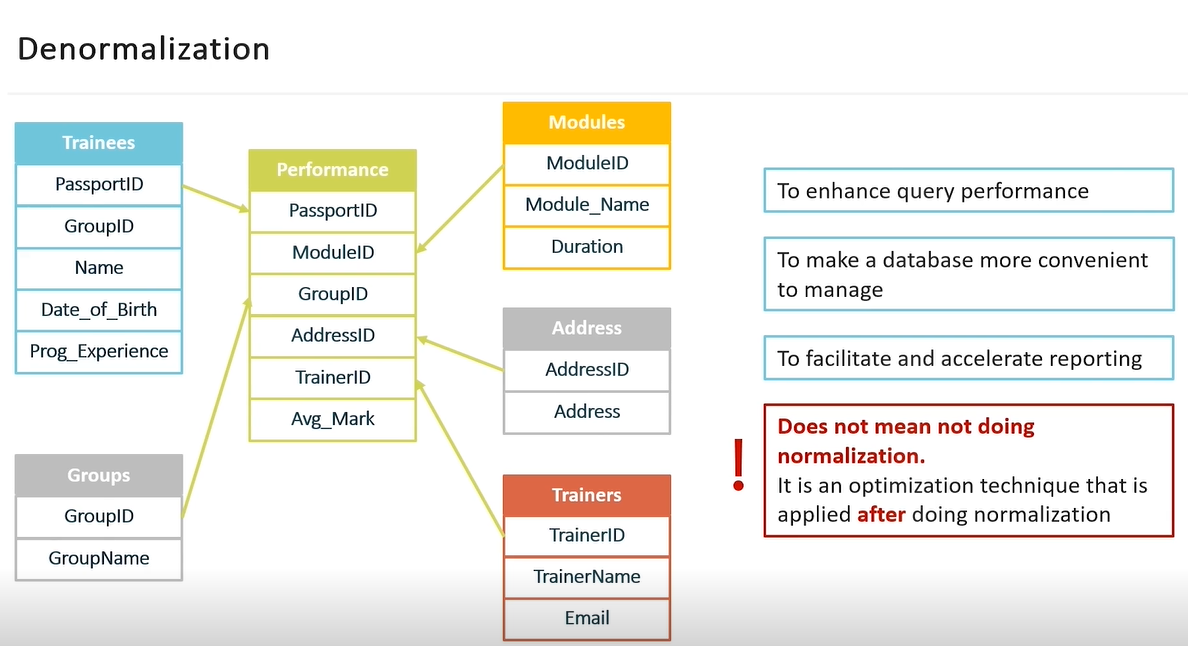 Denormalization
Trainees
PassportID
GroupID
Name
Date_of_Birth
Prog_Experience
Groups
GroupID
GroupName
Performance
PassportID
ModuleID
GroupID
AddressID
TrainerID
Avg_Mark
Modules
ModuleID
Module_Name
Duration
Address
AddressID
Address
Trainers
TrainerID
TrainerName
Email
To enhance query performance
To make a database more convenient
to manage
To facilitate and accelerate reporting
!
Does not mean not doing
normalization.
It is an optimization technique that is
applied after doing normalization